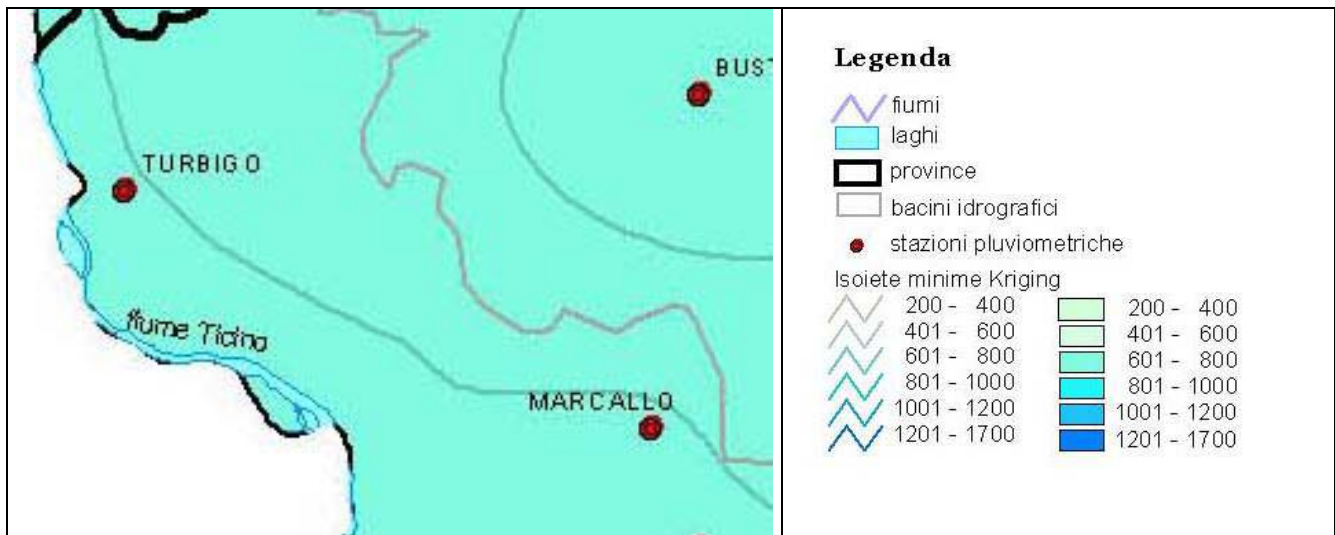 BUST
TURBIGO
fiume Ticino
MARCALLO
Legenda
fiumi
laghi
province
bacini idrografici
stazioni pluviometriche
Isoiete minime Kriging
200 - 400 200 - 400
401 - 600 401 - 600
601 - 800 601 - 800
801 - 1000 801 - 1000
1001 - 1200 1001 - 1200
1201 - 1700 1201 - 1700